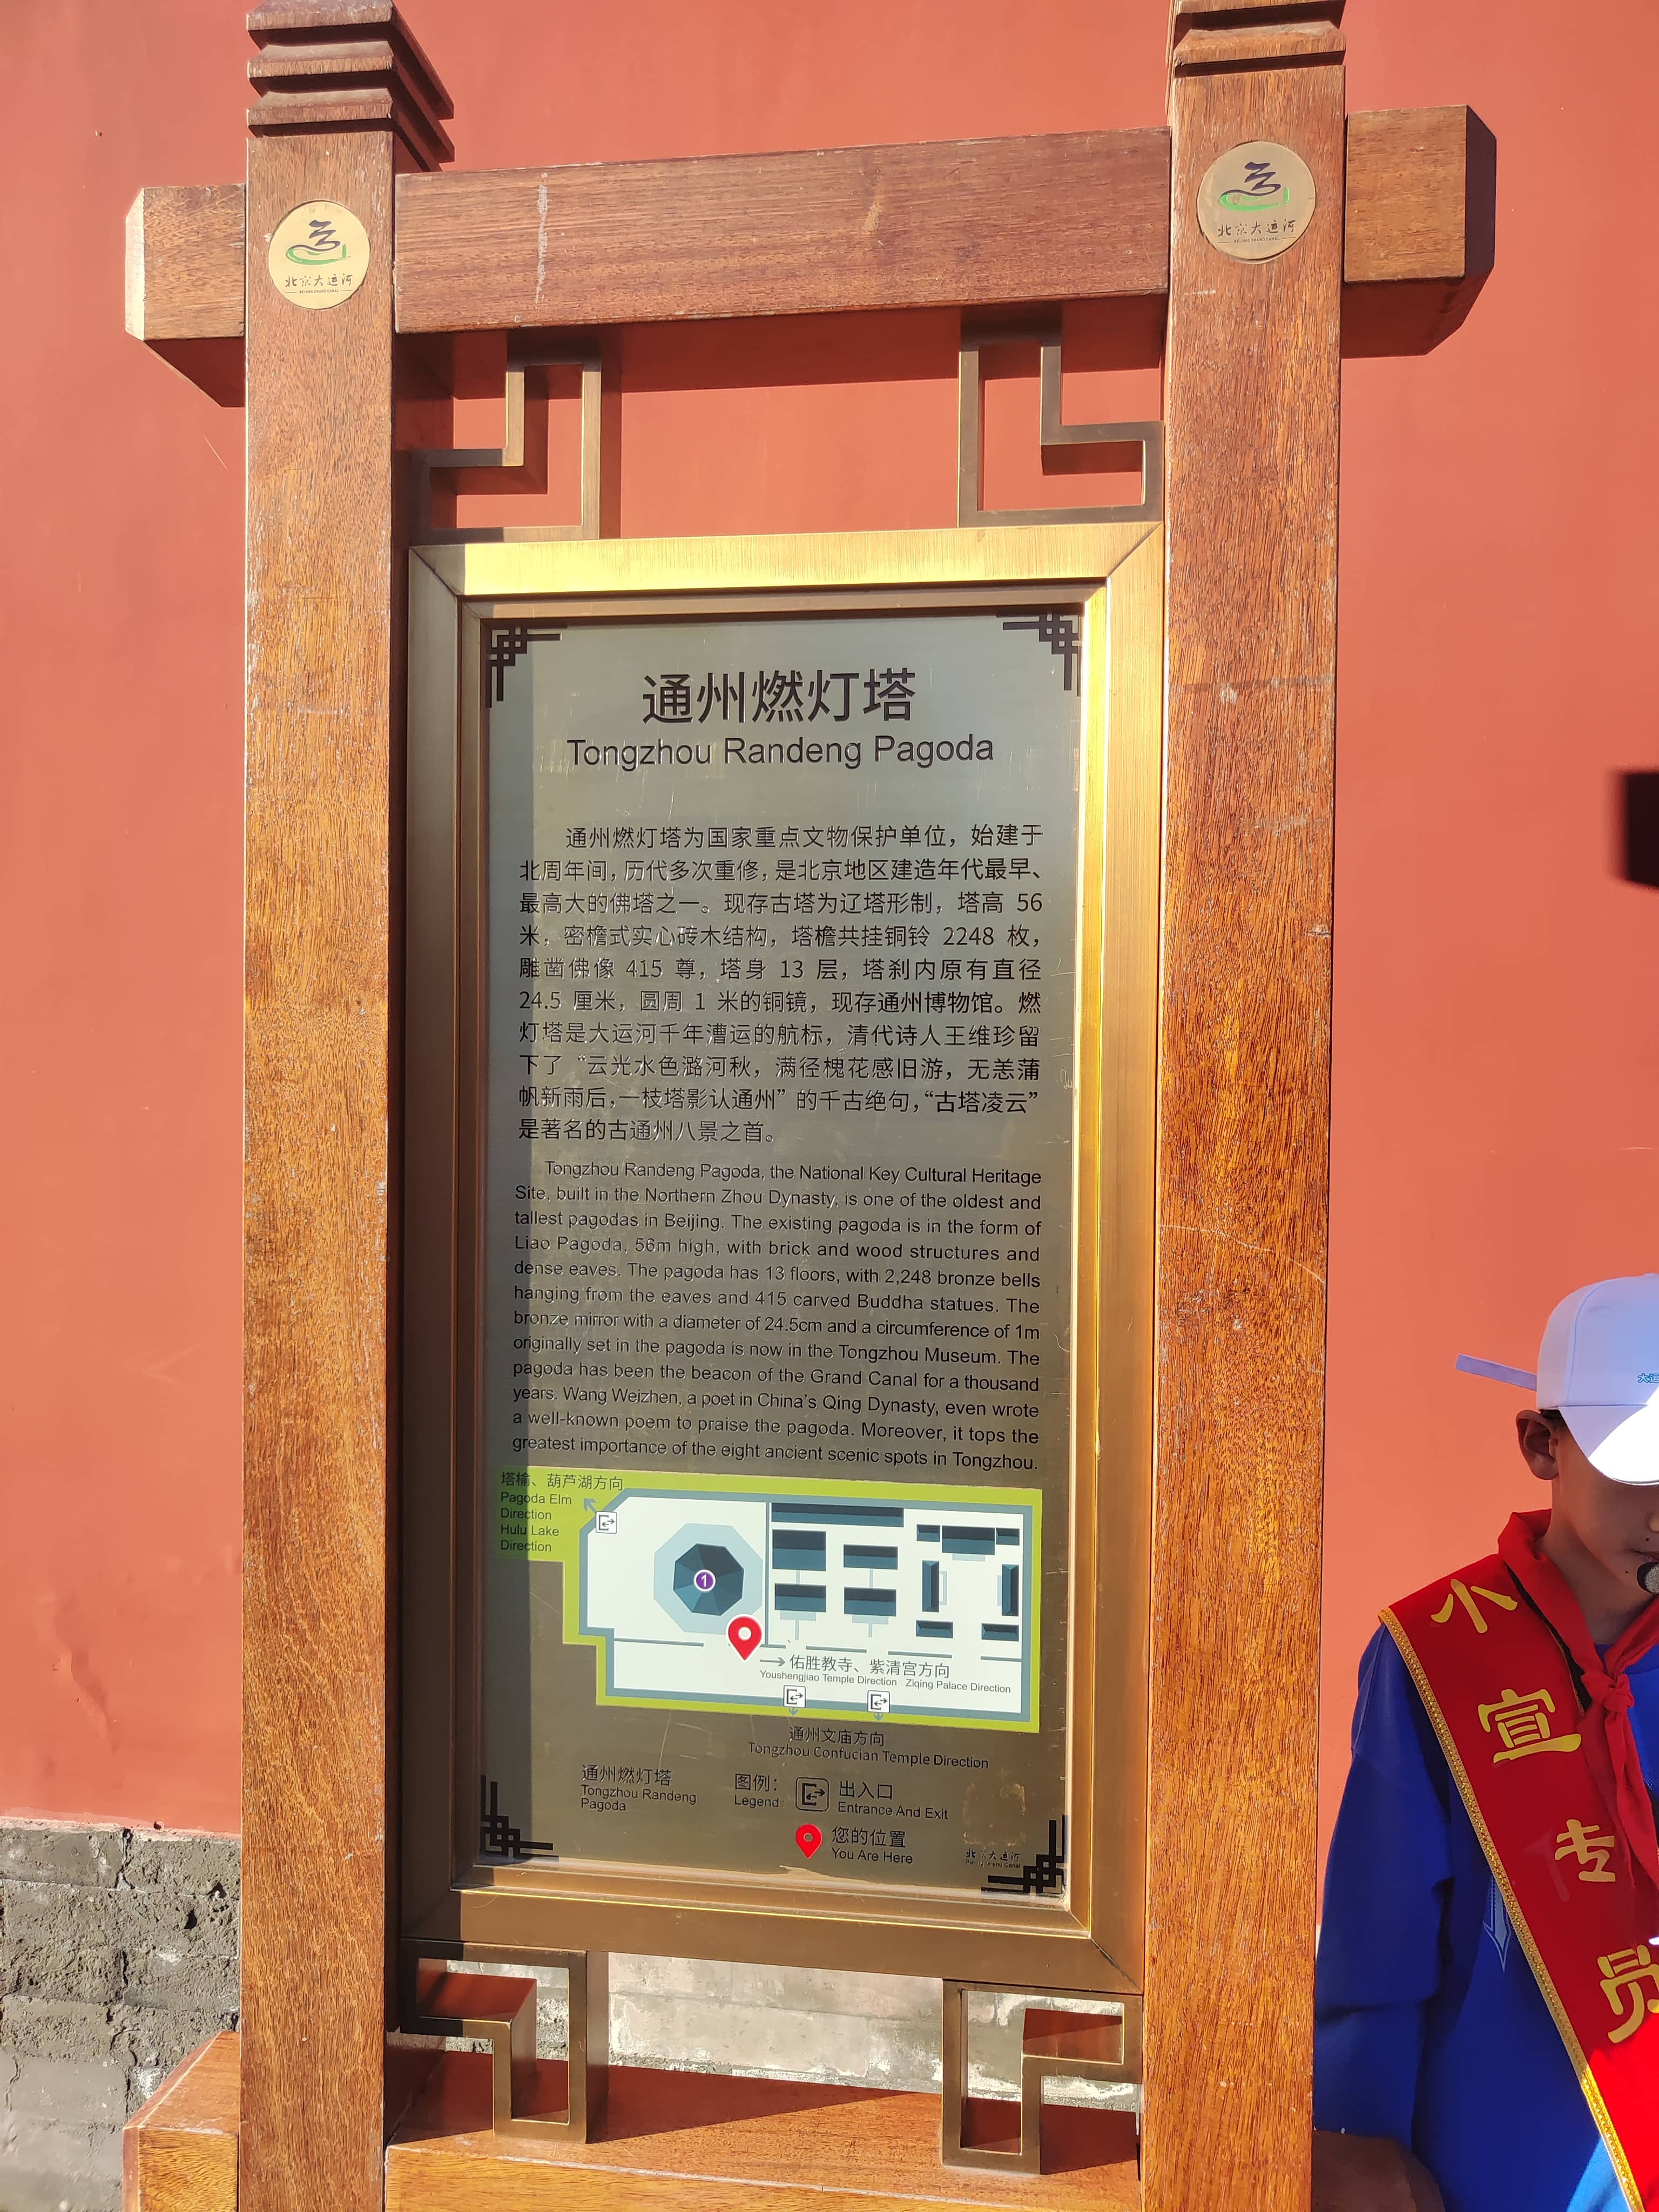 北京大运河
BEIJING GRAND CANAL
北京大运河
BEIJING GRAND CANAL
通州燃灯塔
Tongzhou Randeng Pagoda
通州燃灯塔为国家重点文物保护单位，始建于
北周年间，历代多次重修，是北京地区建造年代最早、
最高大的佛塔之一。现存古塔为辽塔形制，塔高 56
米，密檐式实心砖木结构，塔檐共挂铜铃 2248 枚，
雕凿佛像 415 尊，塔身 13 层，塔刹内原有直径
24.5 厘米，圆周 1 米的铜镜，现存通州博物馆。燃
灯塔是大运河千年漕运的航标，清代诗人王维珍留
下了“云光水色潞河秋，满径槐花感旧游，无恙蒲
帆新雨后，一枝塔影认通州”的千古绝句，“古塔凌云”
是著名的古通州八景之首。
Tongzhou Randeng Pagoda, the National Key Cultural Heritage
Site, built in the Northern Zhou Dynasty, is one of the oldest and
tallest pagodas in Beijing. The existing pagoda is in the form of
Liao Pagoda, 56m high, with brick and wood structures and
dense eaves. The pagoda has 13 floors, with 2,248 bronze bells
hanging from the eaves and 415 carved Buddha statues. The
bronze mirror with a diameter of 24.5cm and a circumference of 1m
originally set in the pagoda is now in the Tongzhou Museum. The
pagoda has been the beacon of the Grand Canal for a thousand
years. Wang Weizhen, a poet in China's Qing Dynasty, even wrote
a well-known poem to praise the pagoda. Moreover, it tops the
greatest importance of the eight ancient scenic spots in Tongzhou.
塔榆、葫芦湖方向
Pagoda Elm
Direction
Hulu Lake
Direction
1
佑胜教寺、紫清宫方向
Youshengjiao Temple Direction Ziqing Palace Direction
通州文庙方向
Tongzhou Confucian Temple Direction
通州燃灯塔
Tongzhou Randeng
Pagoda
图例：
Legend
出入口
Entrance And Exit
您的位置
You Are Here
北京大运河
大运
小宣专员